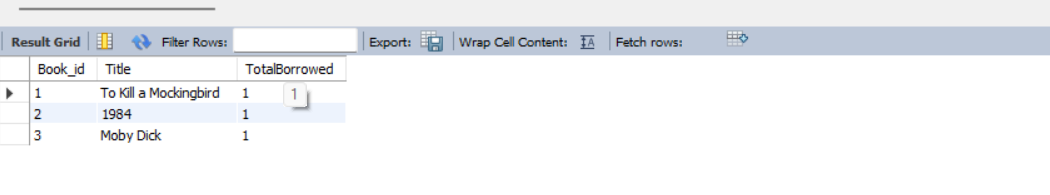 Result Grid Filter Rows: Export: Wrap Cell Content: IA Fetch rows:
Book_id Title TotalBorrowed
1 To Kill a Mockingbird 1 1
2 1984 1
3 Moby Dick 1